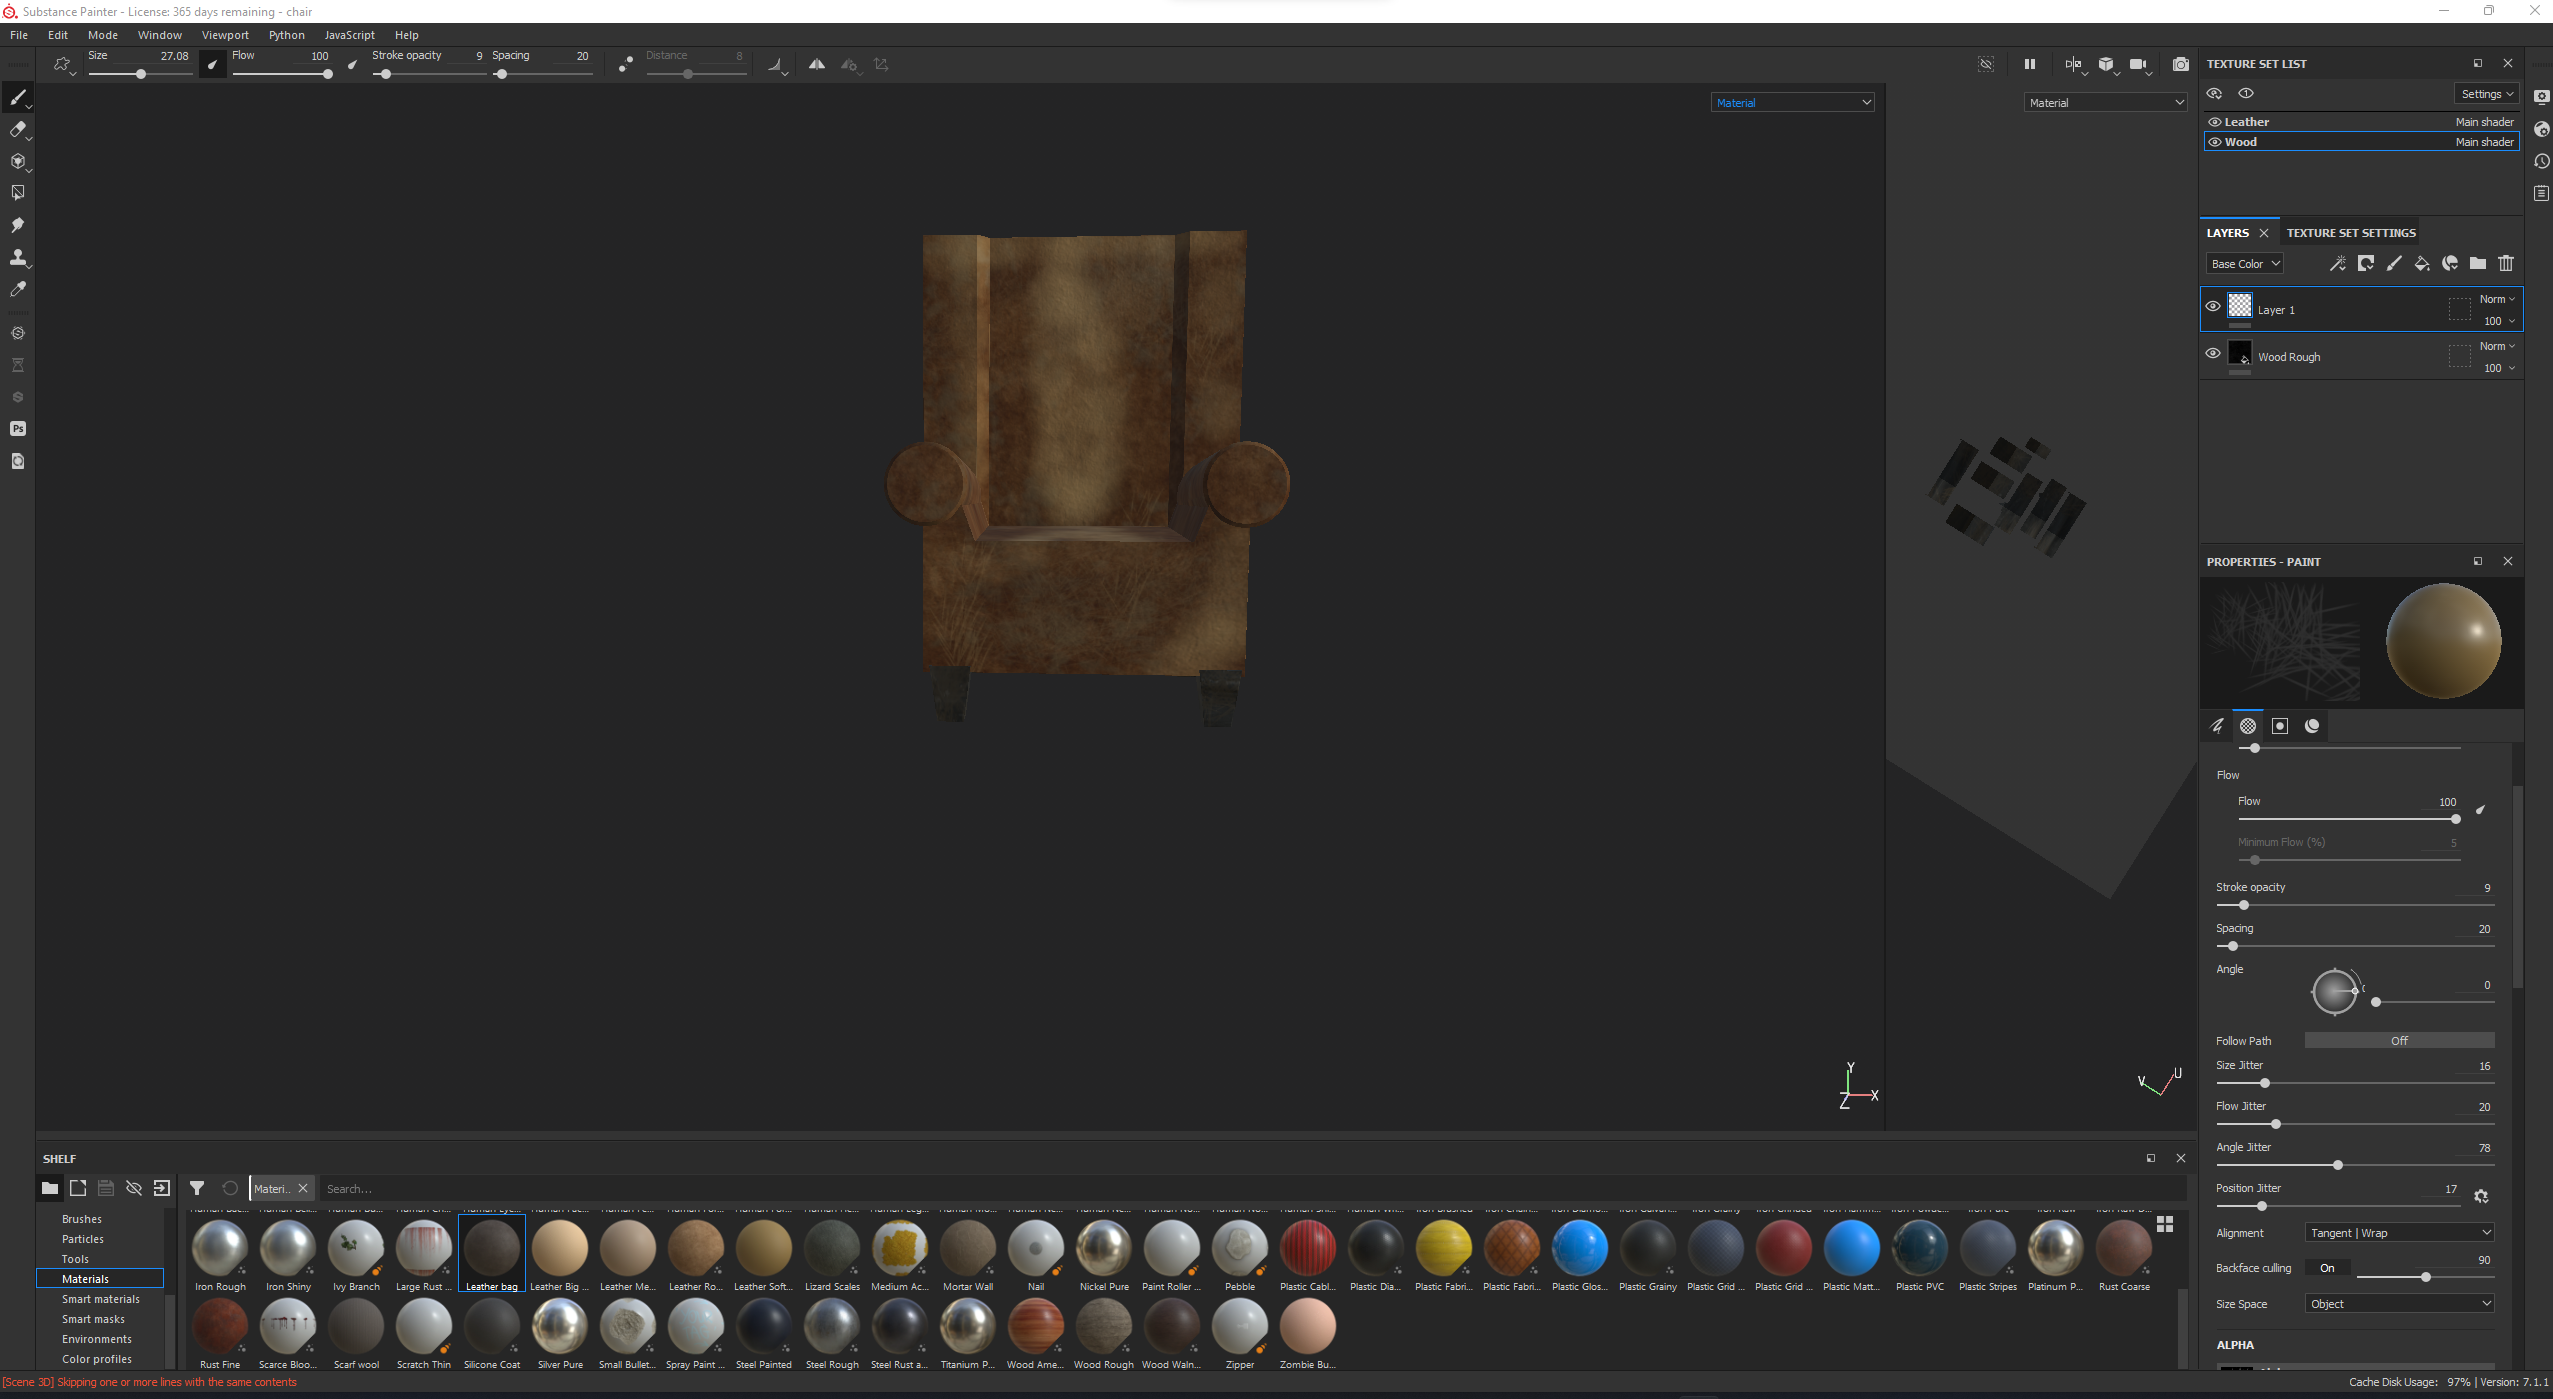 Substance Painter - License: 365 days remaining - chair
File Edit Mode Window Viewport Python JavaScript Help
Size 27.08 Flow 100 Stroke opacity 9 Spacing 20 Distance 8
Material
Material
TEXTURE SET LIST
Settings
Leather Main shader
Wood Main shader
LAYERS TEXTURE SET SETTINGS
Base Color
Layer 1 Norm 100
Wood Rough Norm 100
PROPERTIES - PAINT
Flow
Flow 100
Minimum Flow (%) 5
Stroke opacity 9
Spacing 20
Angle 0
Follow Path Off
Size Jitter 16
Flow Jitter 20
Angle Jitter 78
Position Jitter 17
Alignment Tangent | Wrap
Backface culling On 90
Size Space Object
ALPHA
Y
X
Z
V
U
SHELF
Materi.. Search...
Brushes
Particles
Tools
Materials
Smart materials
Smart masks
Environments
Color profiles
Iron Rough Iron Shiny Ivy Branch Large Rust ... Leather bag Leather Big ... Leather Me... Leather Ro... Leather Soft... Lizard Scales Medium Ac... Mortar Wall Nail Nickel Pure Paint Roller ... Pebble Plastic Cabl... Plastic Dia... Plastic Fabri... Plastic Fabri... Plastic Glos... Plastic Grainy Plastic Grid ... Plastic Grid ... Plastic Matt... Plastic PVC Plastic Stripes Platinum P... Rust Coarse
Rust Fine Scarce Bloo... Scarf wool Scratch Thin Silicone Coat Silver Pure Small Bullet... Spray Paint ... Steel Painted Steel Rough Steel Rust a... Titanium P... Wood Ame... Wood Rough Wood Waln... Zipper Zombie Bu...
[Scene 3D] Skipping one or more lines with the same contents
Cache Disk Usage: 97% | Version: 7.1.1